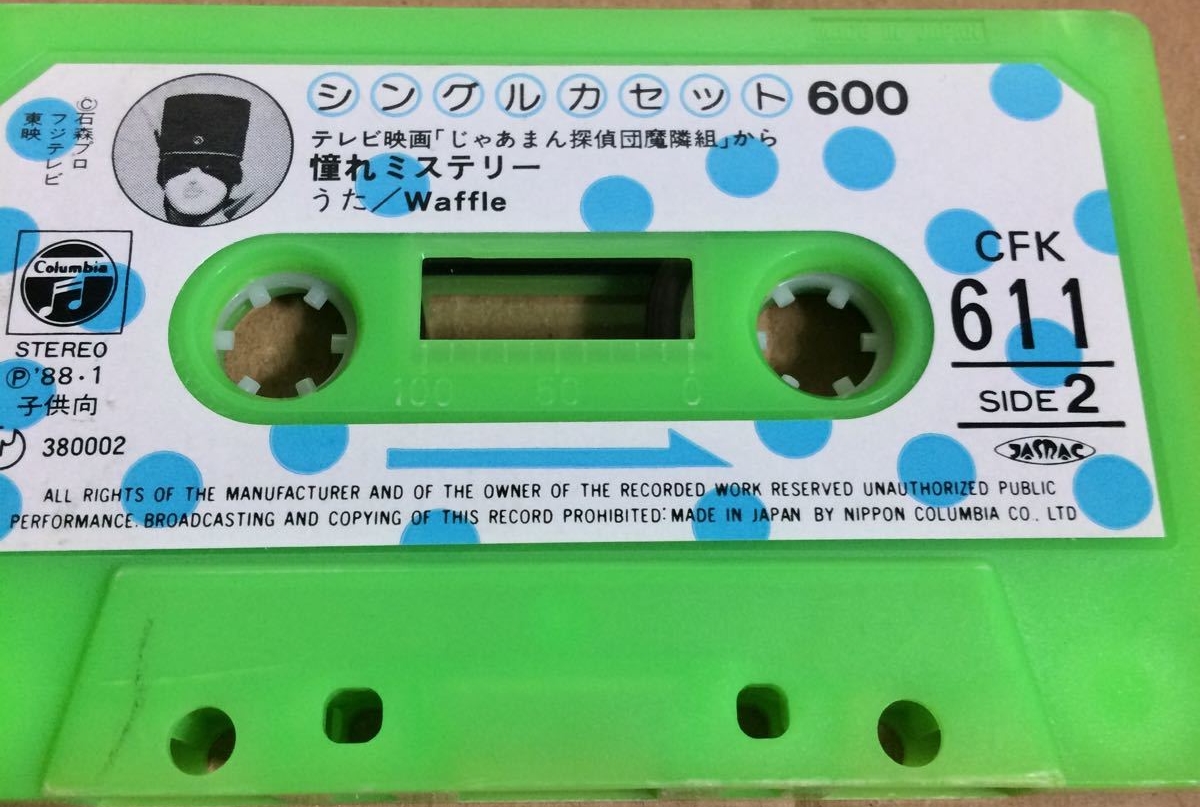 シングルカセット600
テレビ映画「じゃあまん探偵団魔隣組」から
憧れミステリー
うた／Waffle
©石森プロ
フジテレビ
東映
Columbia
STEREO
Ⓟ'88・1
子供向
380002
CFK
611
SIDE 2
JASRAC
100 50 0
ALL RIGHTS OF THE MANUFACTURER AND OF THE OWNER OF THE RECORDED WORK RESERVED UNAUTHORIZED PUBLIC
PERFORMANCE. BROADCASTING AND COPYING OF THIS RECORD PROHIBITED: MADE IN JAPAN BY NIPPON COLUMBIA CO., LTD